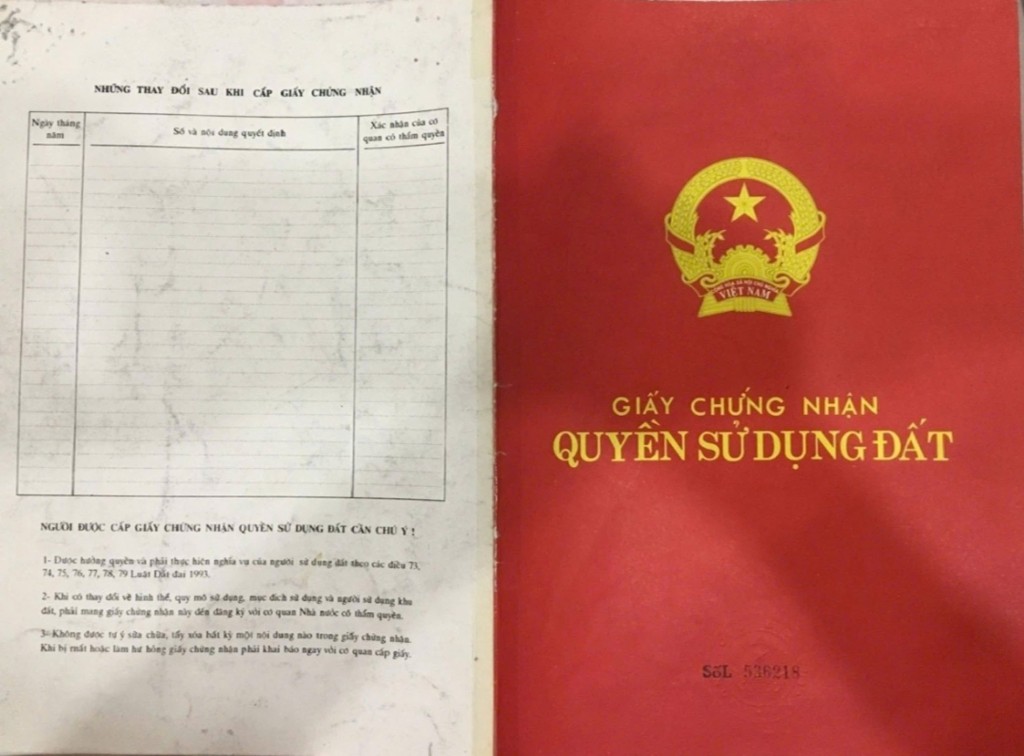 NHỮNG THAY ĐỔI SAU KHI CẤP GIẤY CHỨNG NHẬN
Ngày tháng năm
Số và nội dung quyết định
Xác nhận của cơ quan có thẩm quyền
NGƯỜI ĐƯỢC CẤP GIẤY CHỨNG NHẬN QUYỀN SỬ DỤNG ĐẤT CẦN CHÚ Ý !
1- Được hưởng quyền và phải thực hiện nghĩa vụ của người sử dụng đất theo các điều 73,
74, 75, 76, 77, 78, 79 Luật Đất đai 1993.
2- Khi có thay đổi về hình thể, quy mô sử dụng, mục đích sử dụng và người sử dụng khu
đất, phải mang giấy chứng nhận này đến đăng ký với cơ quan Nhà nước có thẩm quyền.
3- Không được tự ý sửa chữa, tẩy xóa bất kỳ một nội dung nào trong giấy chứng nhận.
Khi bị mất hoặc làm hư hỏng giấy chứng nhận phải khai báo ngay với cơ quan cấp giấy.
CỘNG HÒA XÃ HỘI CHỦ NGHĨA
VIỆT NAM
GIẤY CHỨNG NHẬN
QUYỀN SỬ DỤNG ĐẤT
SốL 536218